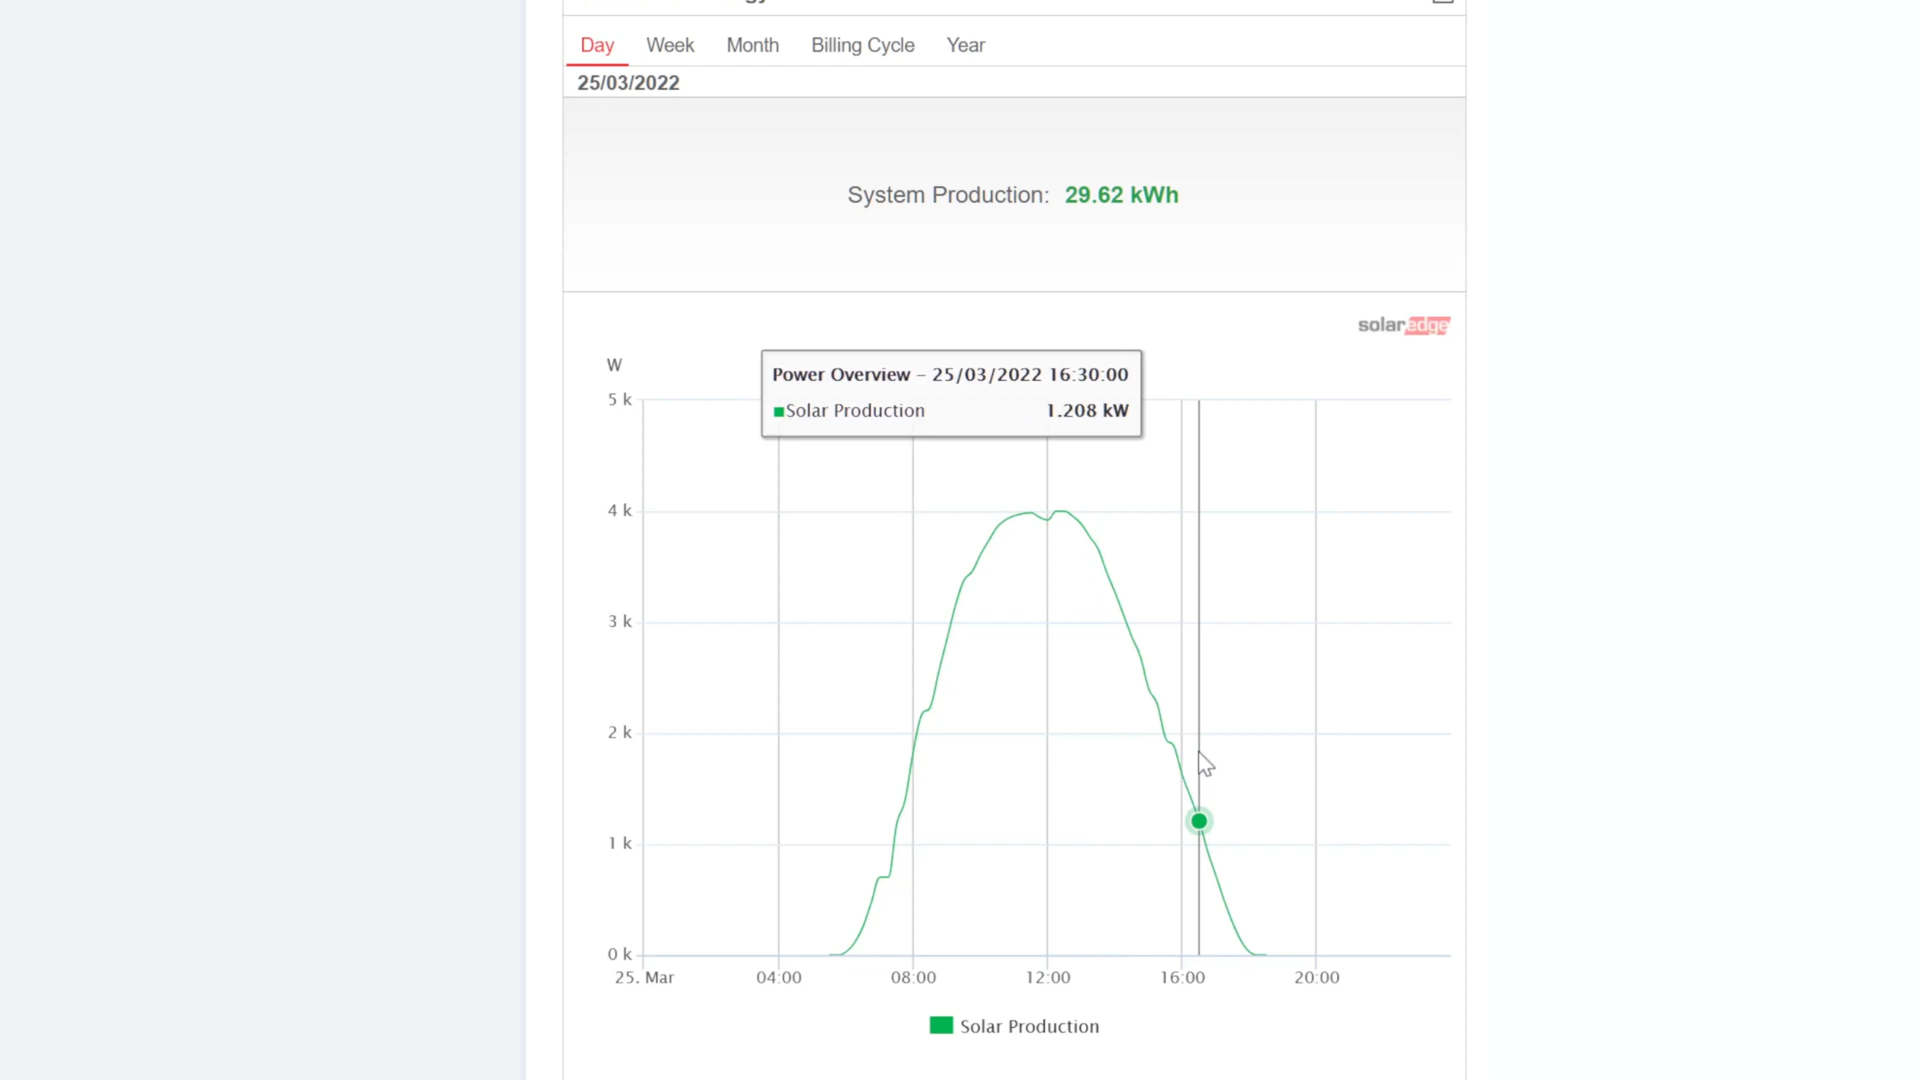 Day Week Month Billing Cycle Year
25/03/2022
System Production: 29.62 kWh
solaredge
W
Power Overview – 25/03/2022 16:30:00
Solar Production 1.208 kW
5 k
4 k
3 k
2 k
1 k
0 k
25. Mar 04:00 08:00 12:00 16:00 20:00
Solar Production